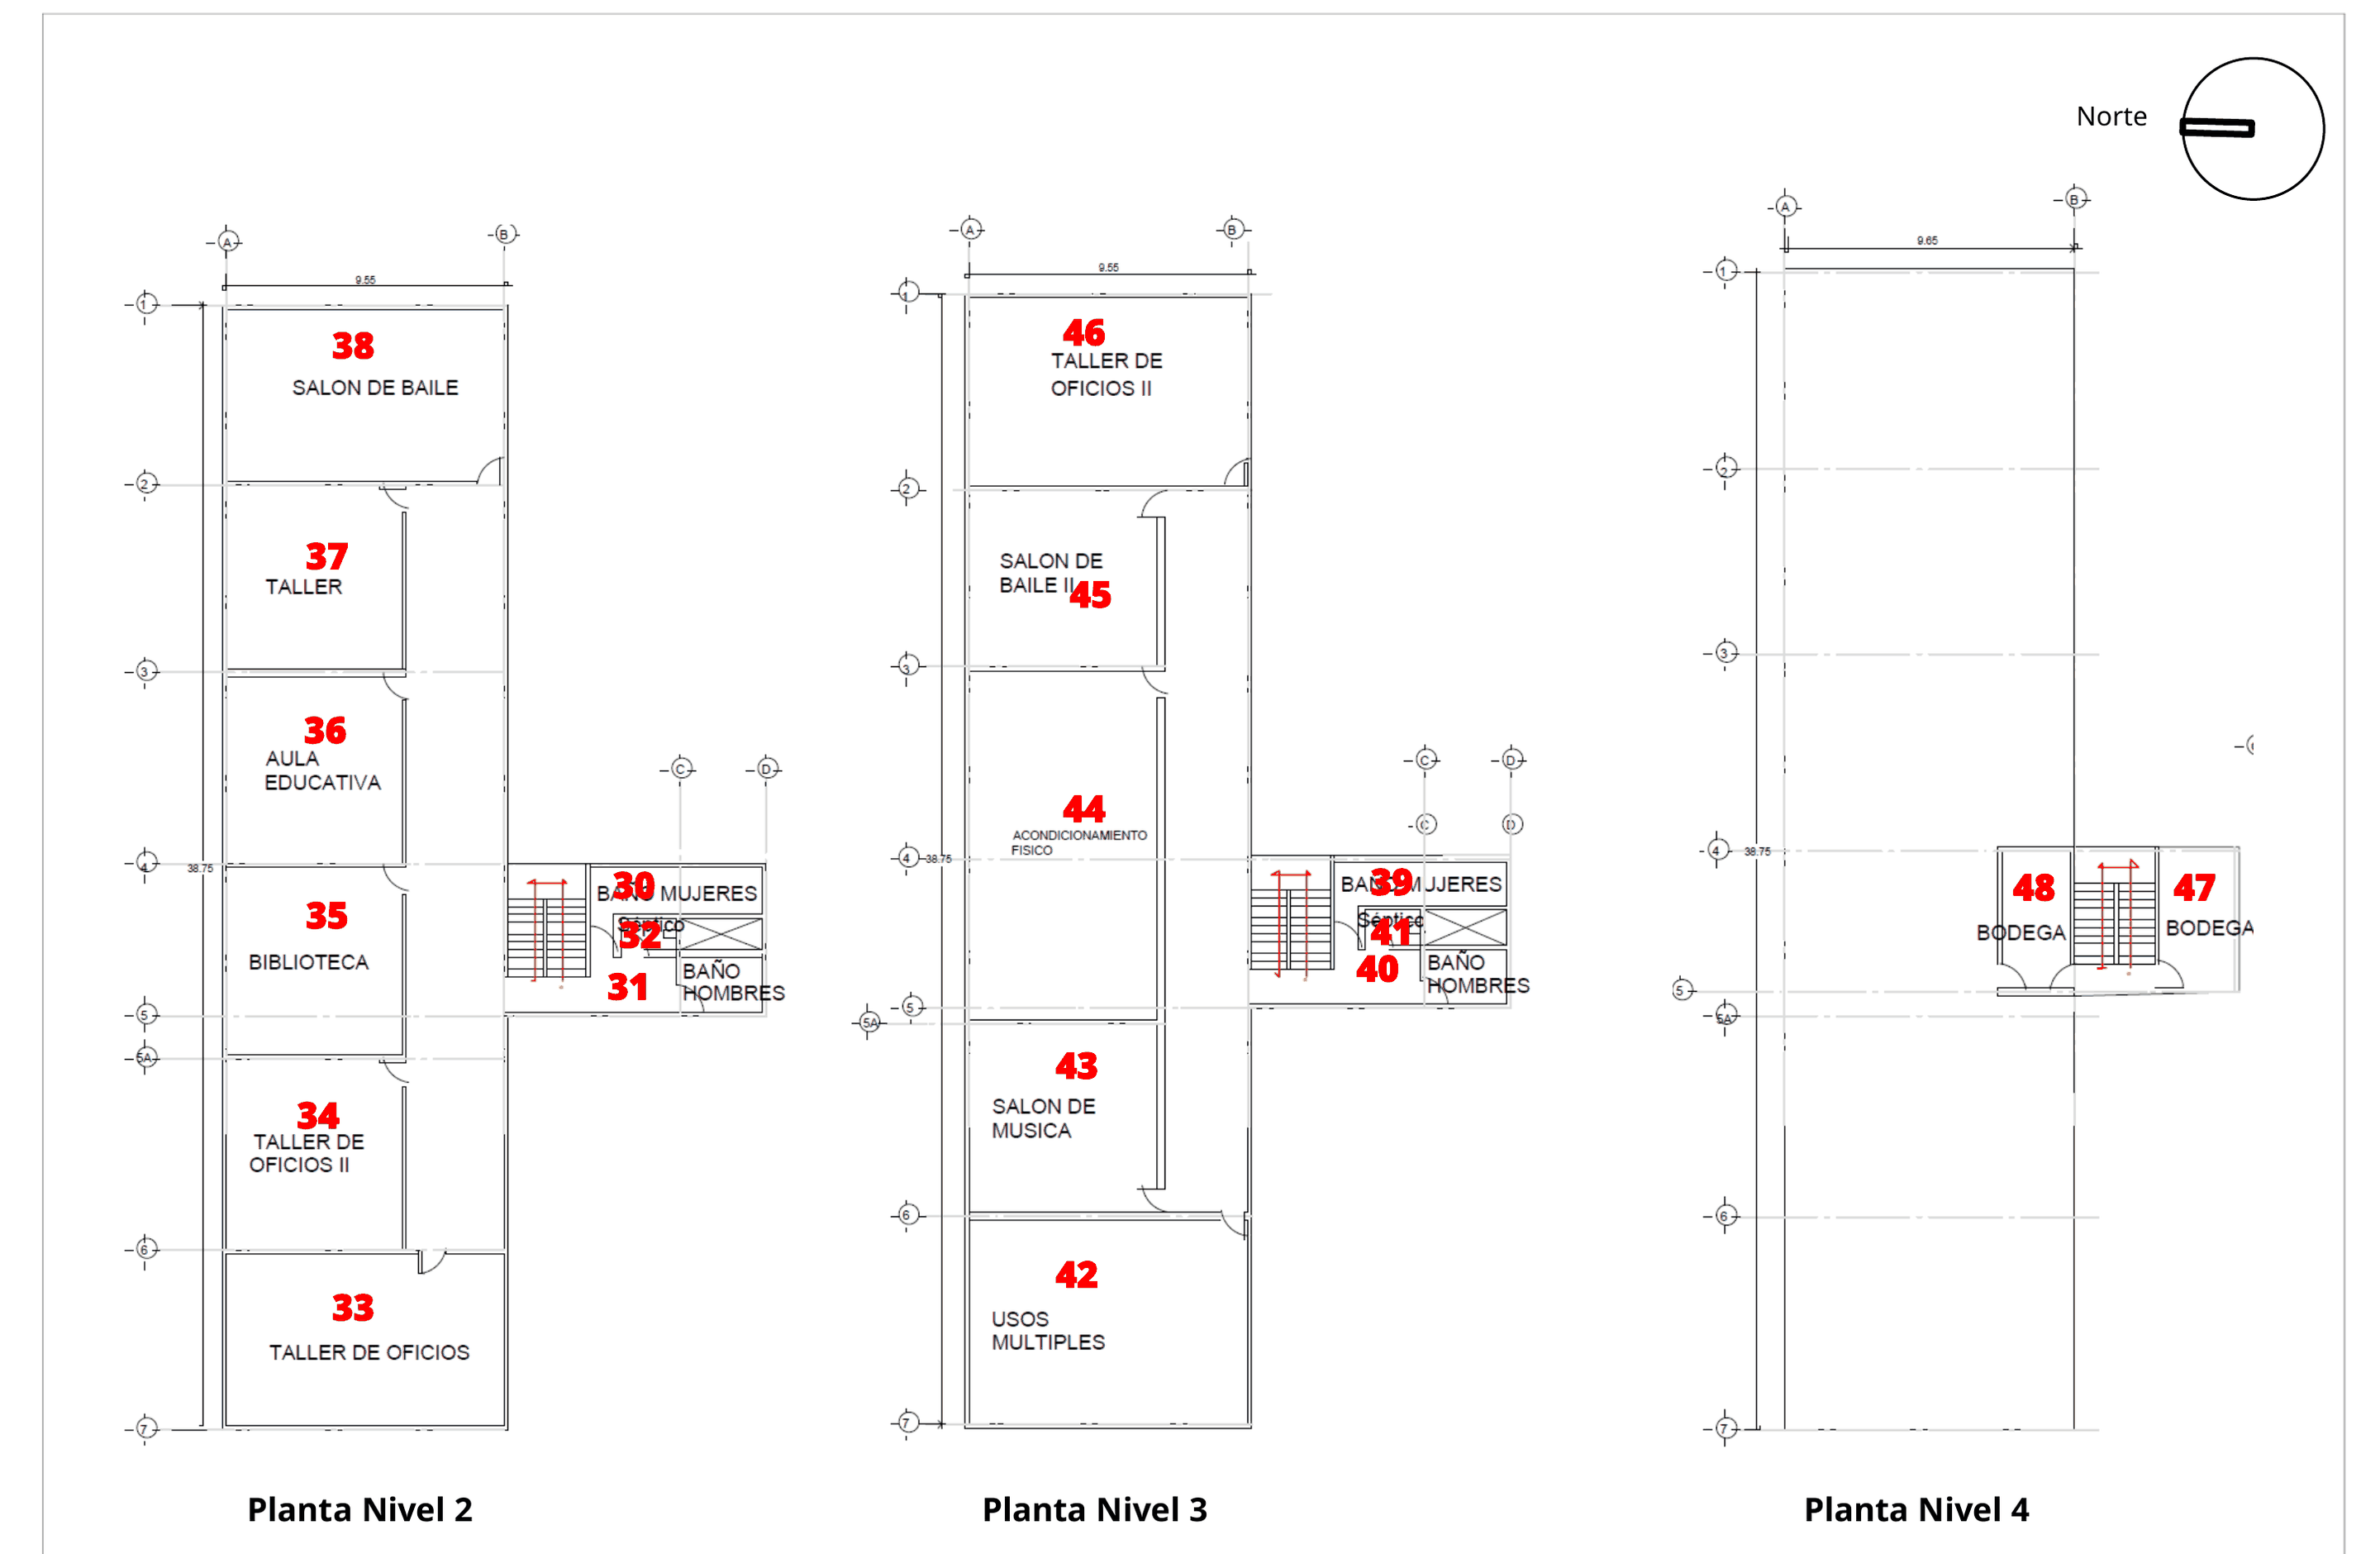 Norte
A
B
9.55
1
38
SALON DE BAILE
2
37
TALLER
3
36
AULA
EDUCATIVA
C
D
4
38.75
30
BAÑO MUJERES
Séptico
32
35
BIBLIOTECA
31
BAÑO
HOMBRES
5
5A
34
TALLER DE
OFICIOS II
6
33
TALLER DE OFICIOS
7
Planta Nivel 2
A
B
9.55
1
46
TALLER DE
OFICIOS II
2
SALON DE
BAILE II
45
3
C
D
44
C
D
ACONDICIONAMIENTO
FISICO
4
38.75
39
BAÑO MUJERES
Séptico
41
40
BAÑO
HOMBRES
5
5A
43
SALON DE
MUSICA
6
42
USOS
MULTIPLES
7
Planta Nivel 3
A
B
9.65
1
2
3
4
38.75
48
47
BODEGA
BODEGA
5
5A
6
7
Planta Nivel 4